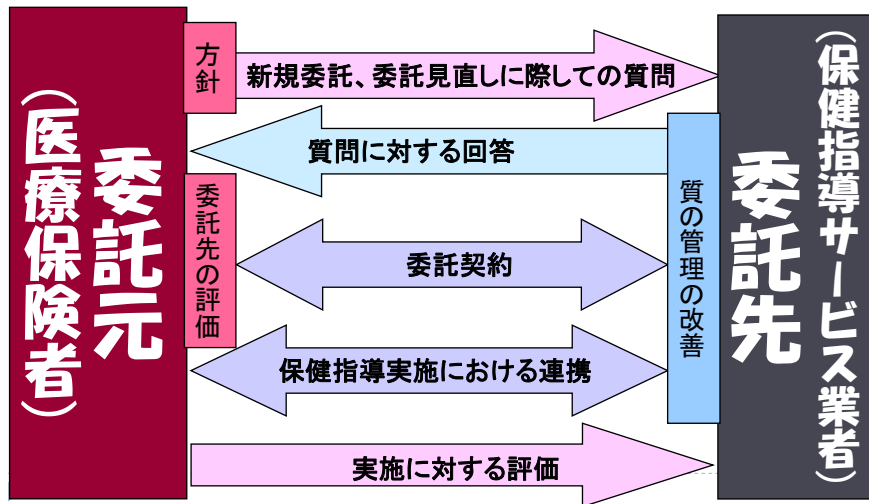 委託元
(医療保険者)
方針
新規委託、委託見直しに際しての質問
質問に対する回答
委託先の評価
委託契約
保健指導実施における連携
実施に対する評価
質の管理の改善
(保健指導サービス業者)
委託先